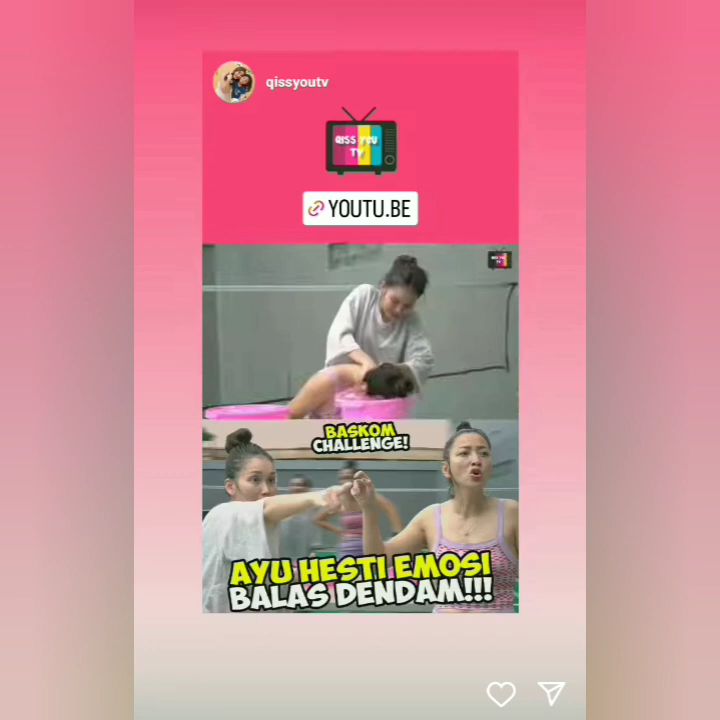 qissyoutv
QISS YOU
TV
YOUTU.BE
BASKOM
CHALLENGE!
AYU HESTI EMOSI
BALAS DENDAM!!!